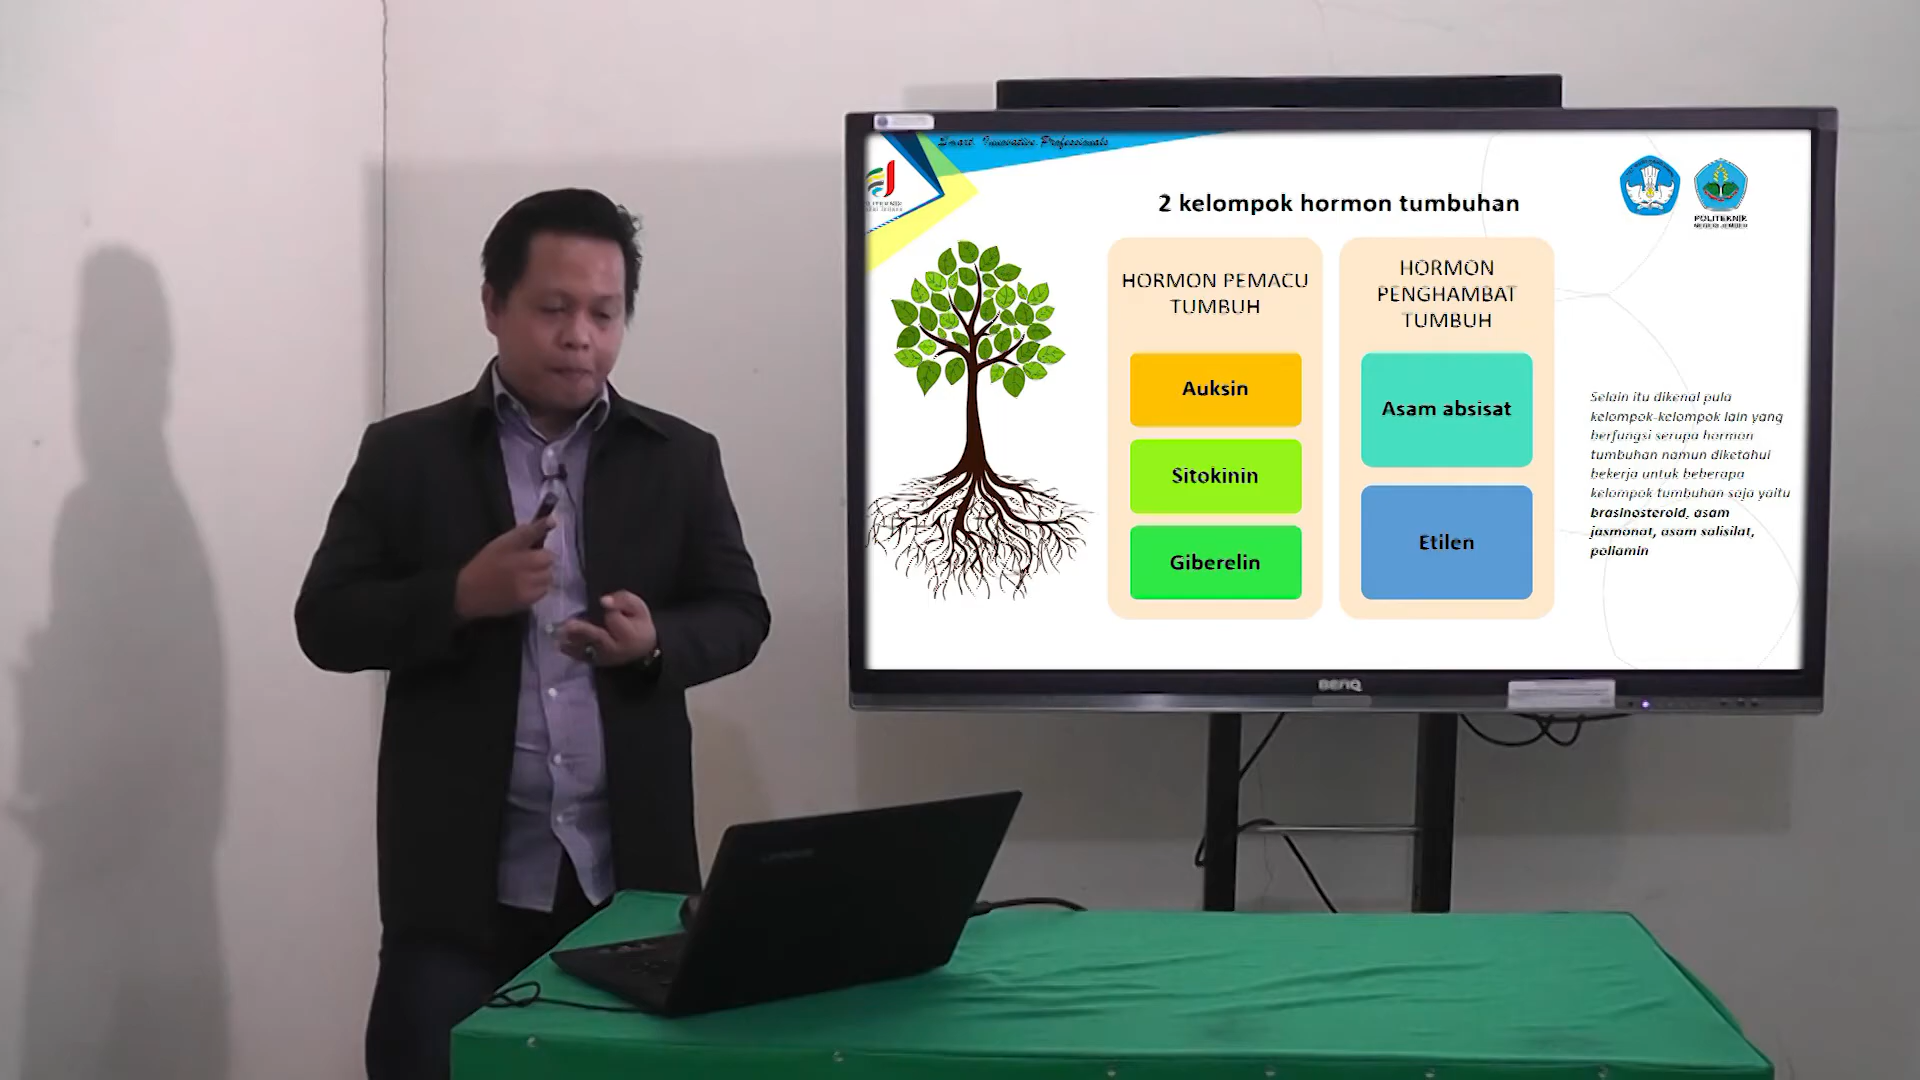 Smart. Innovative. Professionals
2 kelompok hormon tumbuhan
POLITEKNIK
NEGERI JEMBER
HORMON PEMACU
TUMBUH
Auksin
Sitokinin
Giberelin
HORMON
PENGHAMBAT
TUMBUH
Asam absisat
Etilen
Selain itu dikenal pula
kelompok-kelompok lain yang
berfungsi serupa hormon
tumbuhan namun diketahui
bekerja untuk beberapa
kelompok tumbuhan saja yaitu
brasinosteroid, asam
jasmonat, asam salisilat,
poliamin
BenQ